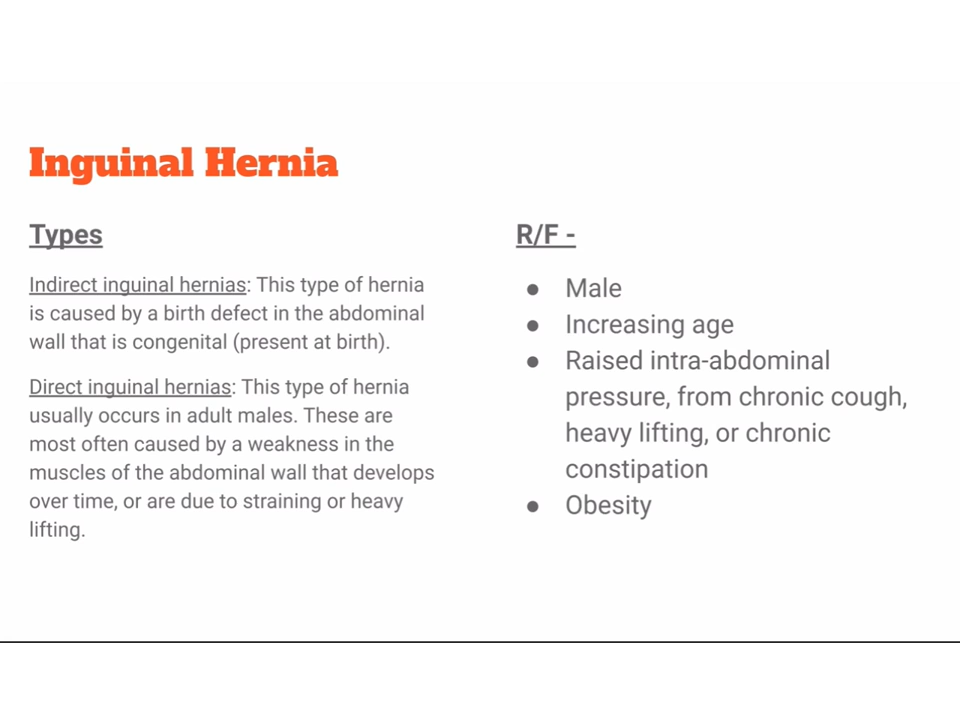 Inguinal Hernia
Types
Indirect inguinal hernias: This type of hernia
is caused by a birth defect in the abdominal
wall that is congenital (present at birth).
Direct inguinal hernias: This type of hernia
usually occurs in adult males. These are
most often caused by a weakness in the
muscles of the abdominal wall that develops
over time, or are due to straining or heavy
lifting.
R/F -
● Male
● Increasing age
● Raised intra-abdominal
pressure, from chronic cough,
heavy lifting, or chronic
constipation
● Obesity